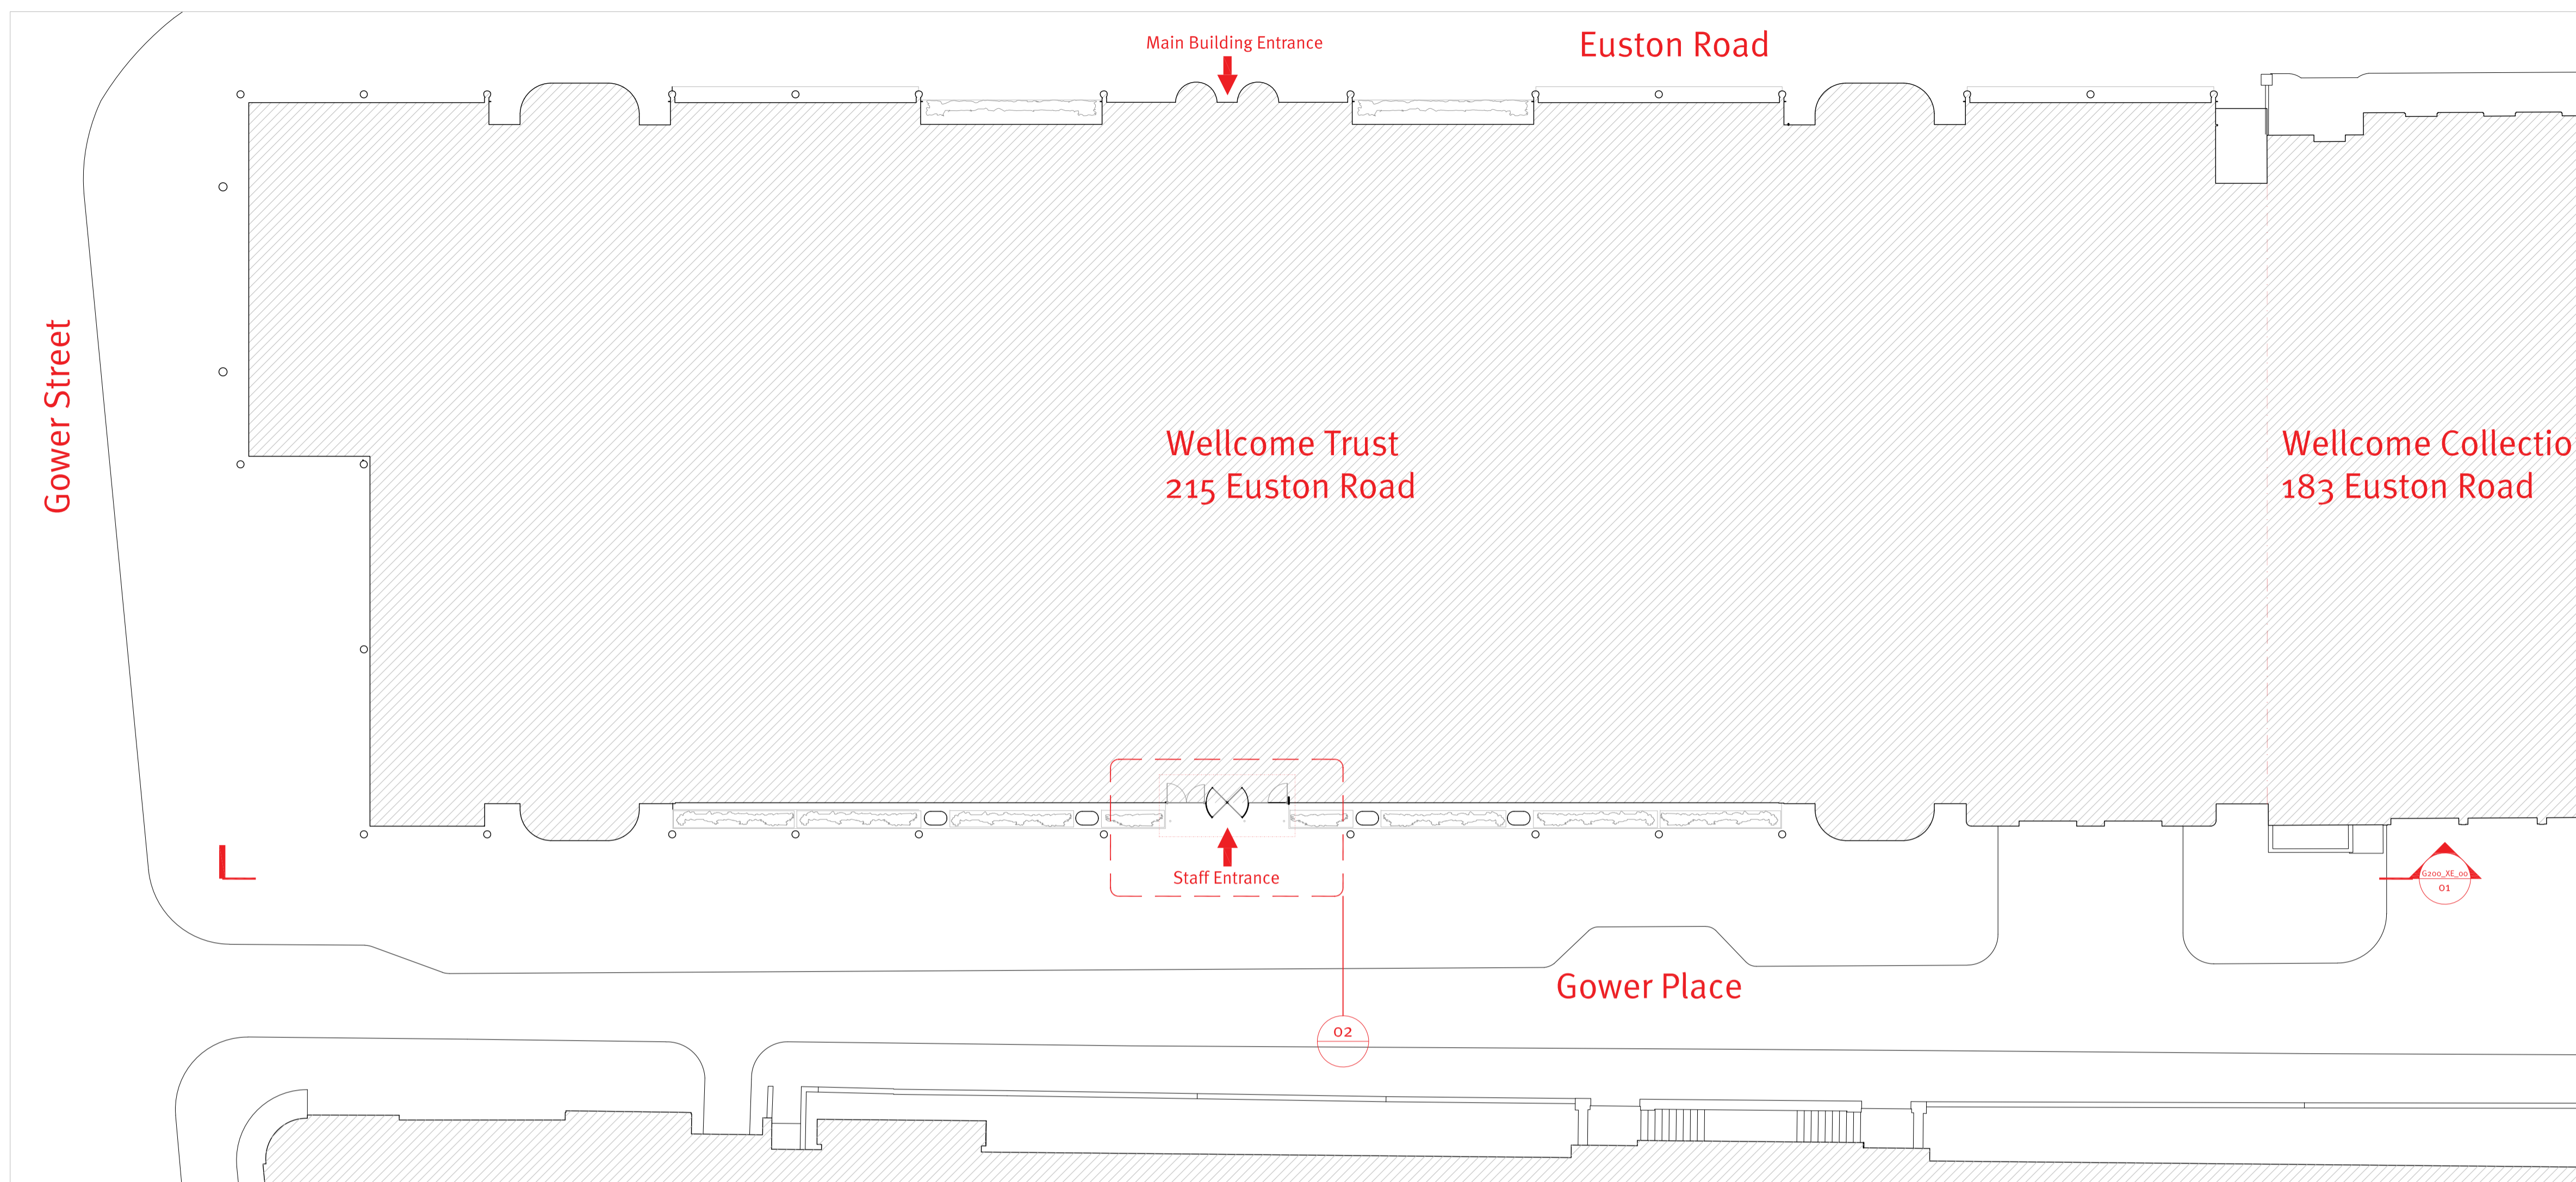 Main Building Entrance
Euston Road
Gower Street
Wellcome Trust
215 Euston Road
Wellcome Collectio
183 Euston Road
Staff Entrance
G200_XE_00
01
Gower Place
02